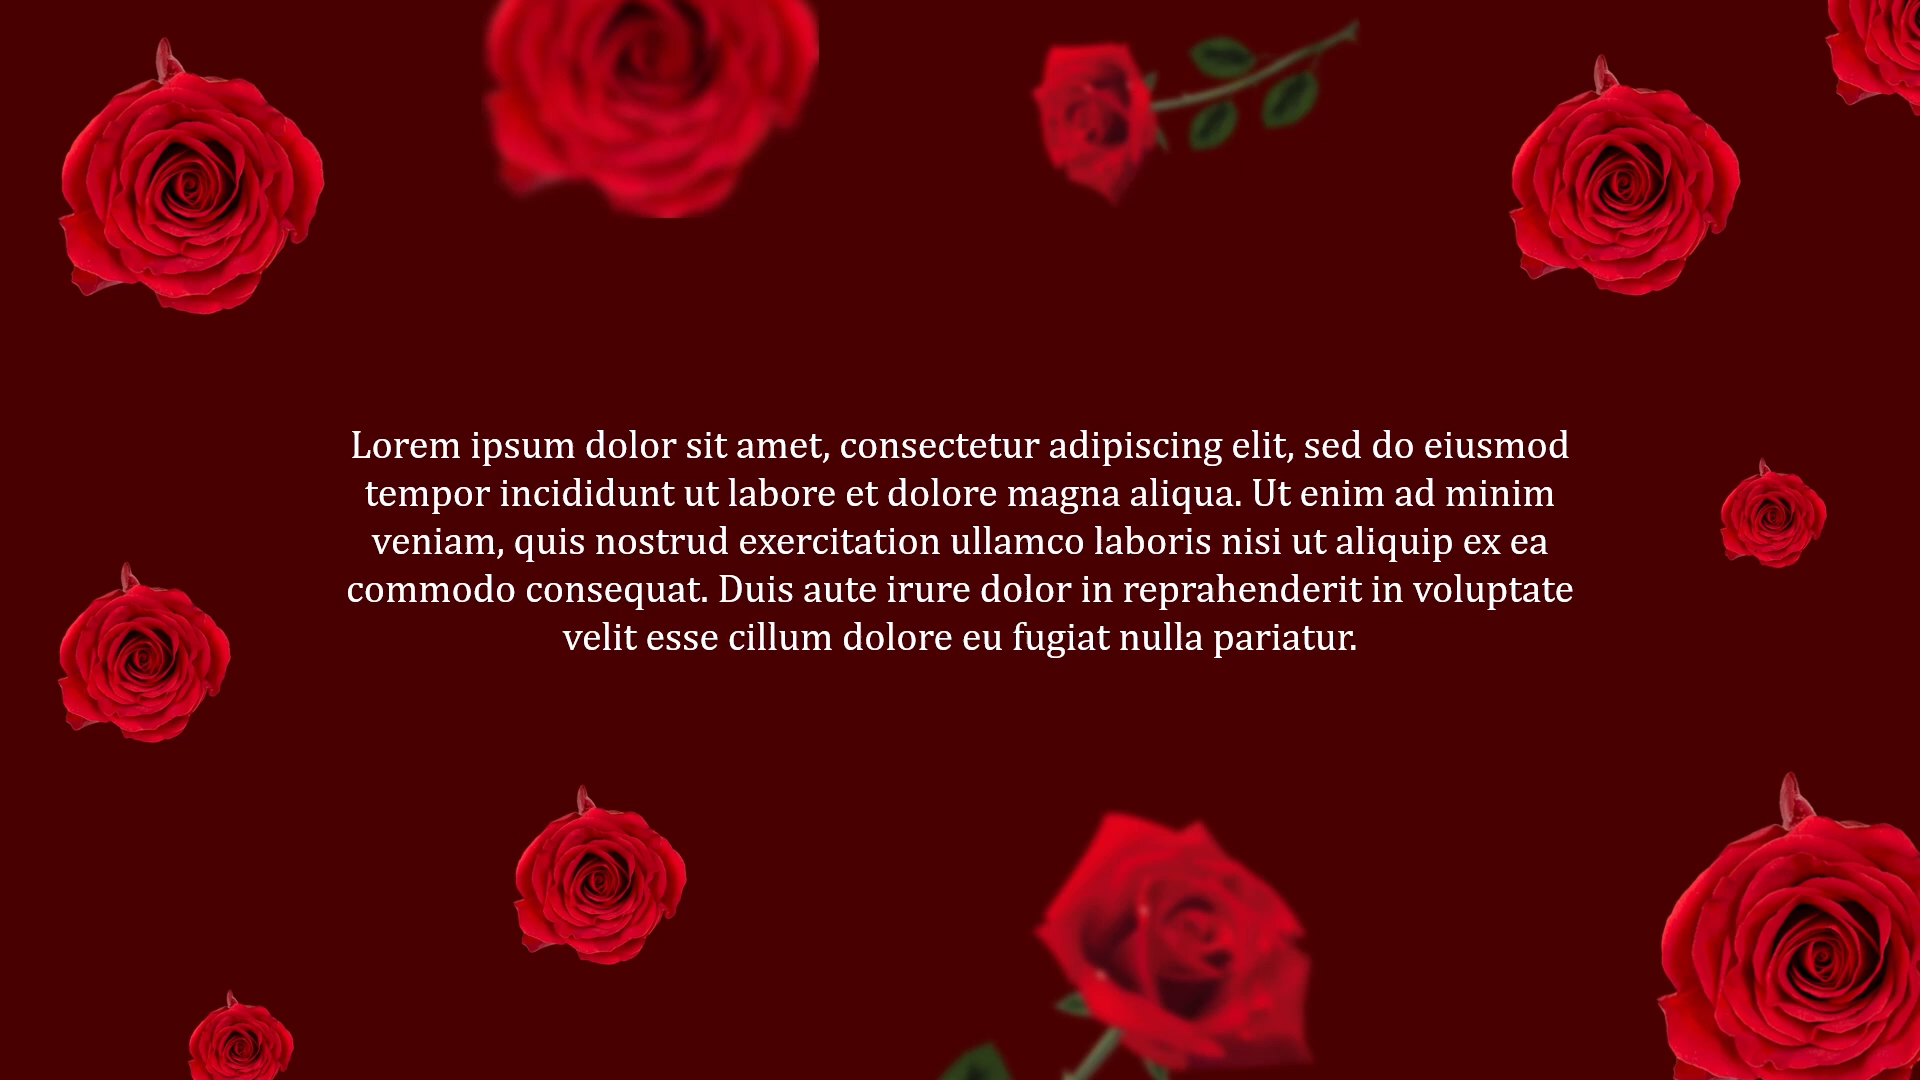 Lorem ipsum dolor sit amet, consectetur adipiscing elit, sed do eiusmod
tempor incididunt ut labore et dolore magna aliqua. Ut enim ad minim
veniam, quis nostrud exercitation ullamco laboris nisi ut aliquip ex ea
commodo consequat. Duis aute irure dolor in reprahenderit in voluptate
velit esse cillum dolore eu fugiat nulla pariatur.